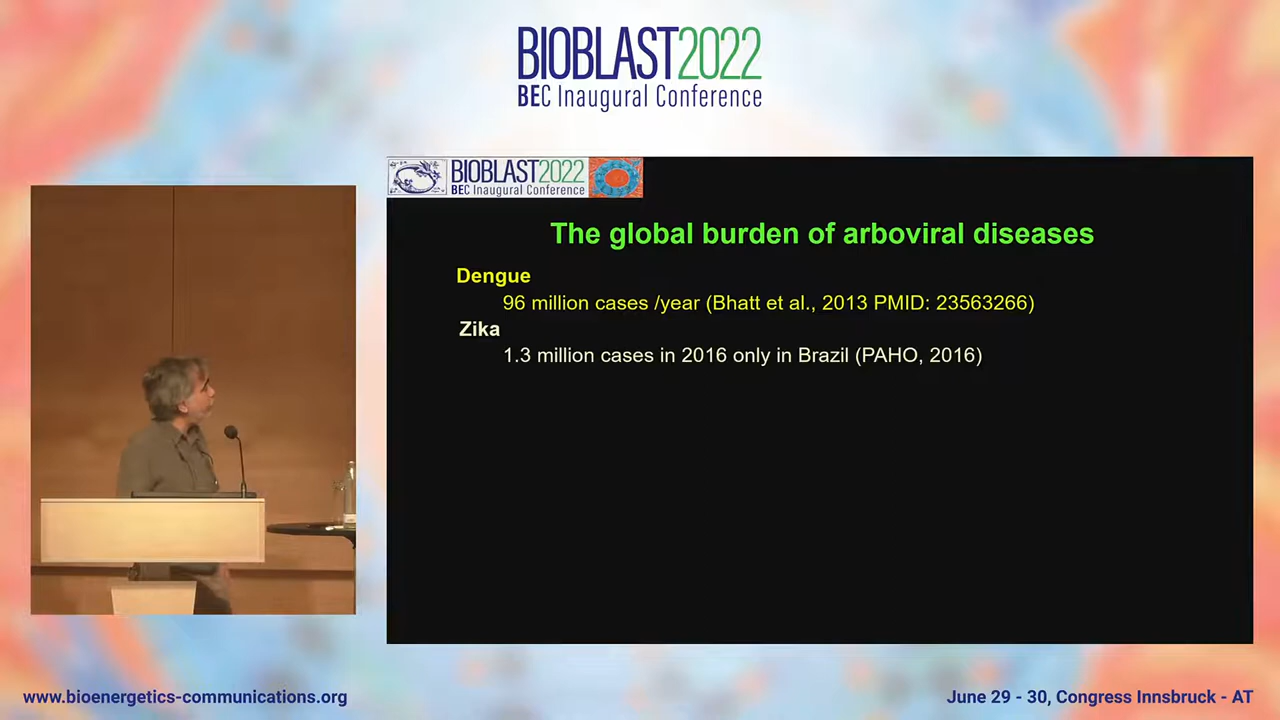 BIOBLAST2022
BEC Inaugural Conference
BIOBLAST2022
BEC Inaugural Conference
The global burden of arboviral diseases
Dengue
96 million cases /year (Bhatt et al., 2013 PMID: 23563266)
Zika
1.3 million cases in 2016 only in Brazil (PAHO, 2016)
www.bioenergetics-communications.org
June 29 - 30, Congress Innsbruck - AT